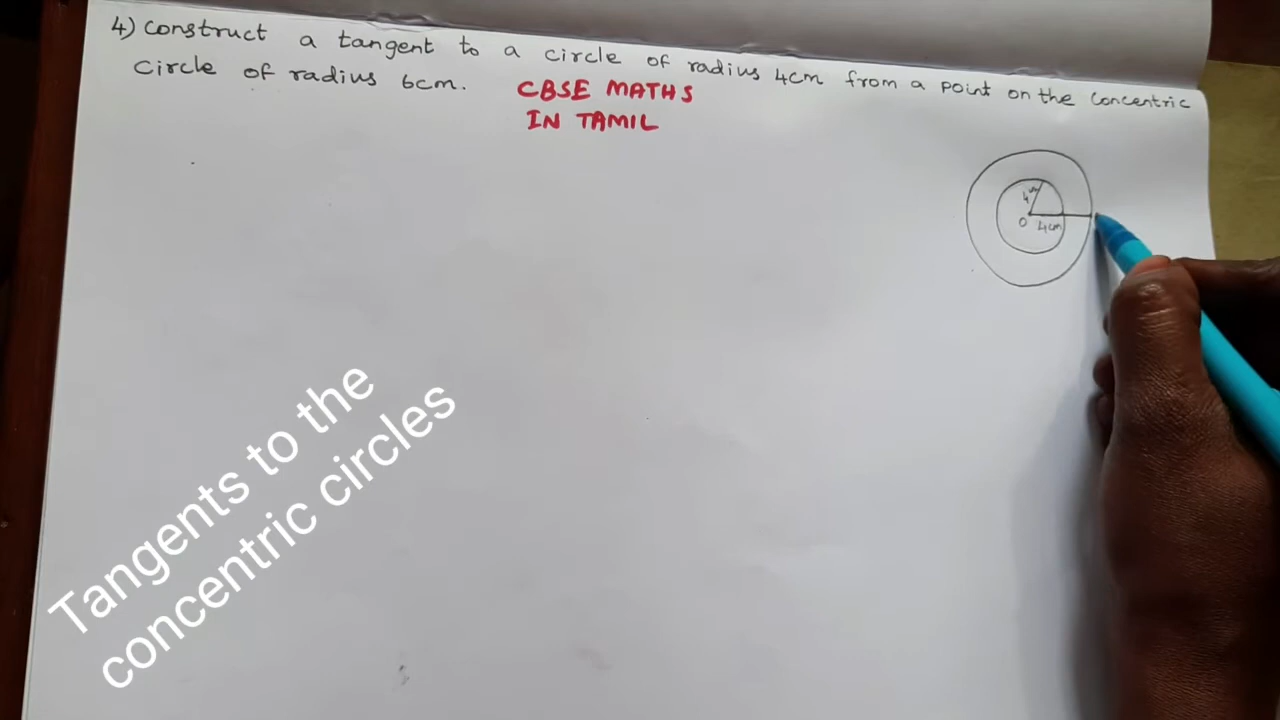 4) Construct a tangent to a circle of radius 4cm from a point on the concentric
Circle of radius 6cm.
CBSE MATHS
IN TAMIL
4cm
O 4cm
Tangents to the
concentric circles